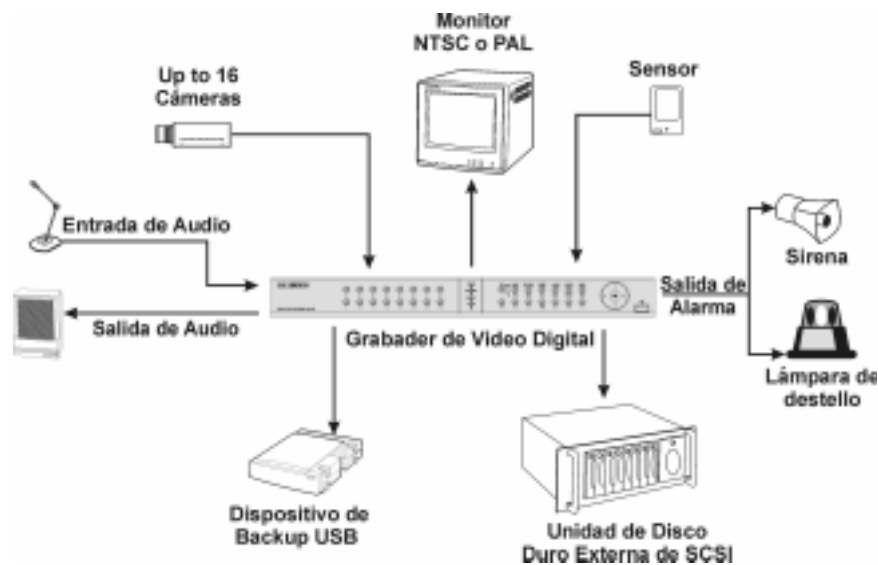 Monitor
NTSC o PAL
Up to 16
Cámeras
Sensor
Entrada de Audio
Sirena
Salida de
Alarma
Salida de Audio
Grabader de Video Digital
Lámpara de
destello
Dispositivo de
Backup USB
Unidad de Disco
Duro Externa de SCSI